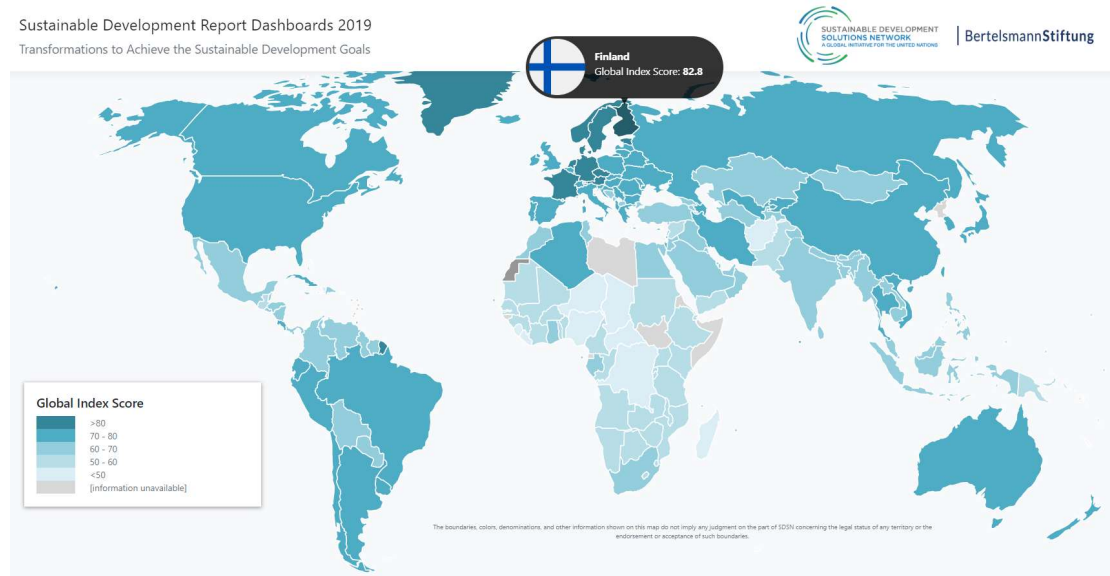 Sustainable Development Report Dashboards 2019
Transformations to Achieve the Sustainable Development Goals
SUSTAINABLE DEVELOPMENT
SOLUTIONS NETWORK
A GLOBAL INITIATIVE FOR THE UNITED NATIONS
BertelsmannStiftung
Finland
Global Index Score: 82.8
Global Index Score
>80
70 - 80
60 - 70
50 - 60
<50
[information unavailable]
The boundaries, colors, denominations, and other information shown on this map do not imply any judgment on the part of SDSN concerning the legal status of any territory or the
endorsement or acceptance of such boundaries.